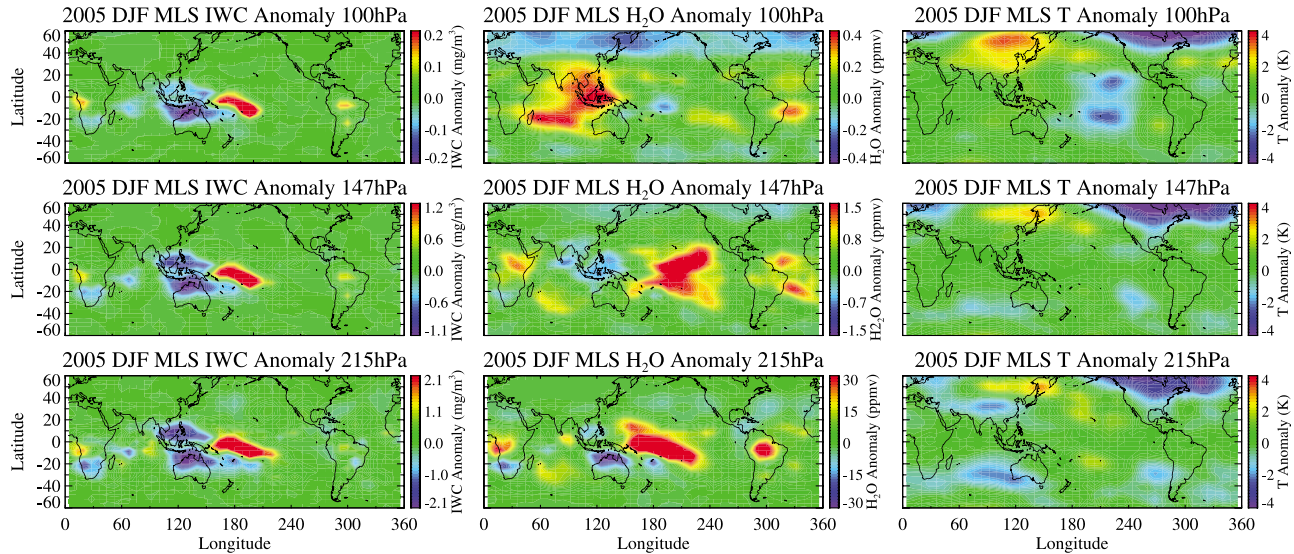 2005 DJF MLS IWC Anomaly 100hPa
2005 DJF MLS H₂O Anomaly 100hPa
2005 DJF MLS T Anomaly 100hPa
Latitude
60
40
20
0
-20
-40
-60
0.2
0.1
0.0
-0.1
-0.2
IWC Anomaly (mg/m³)
0.4
0.2
0.0
-0.2
-0.4
H₂O Anomaly (ppmv)
4
2
0
-2
-4
T Anomaly (K)
2005 DJF MLS IWC Anomaly 147hPa
2005 DJF MLS H₂O Anomaly 147hPa
2005 DJF MLS T Anomaly 147hPa
Latitude
60
40
20
0
-20
-40
-60
1.2
0.6
0.0
-0.6
-1.1
IWC Anomaly (mg/m³)
1.5
0.8
0.0
-0.7
-1.5
H2₂O Anomaly (ppmv)
4
2
0
-2
-4
T Anomaly (K)
2005 DJF MLS IWC Anomaly 215hPa
2005 DJF MLS H₂O Anomaly 215hPa
2005 DJF MLS T Anomaly 215hPa
Latitude
60
40
20
0
-20
-40
-60
2.1
1.1
0.0
-1.1
-2.1
IWC Anomaly (mg/m³)
30
15
0
-15
-30
H₂O Anomaly (ppmv)
4
2
0
-2
-4
T Anomaly (K)
0 60 120 180 240 300 360
0 60 120 180 240 300 360
0 60 120 180 240 300 360
Longitude
Longitude
Longitude